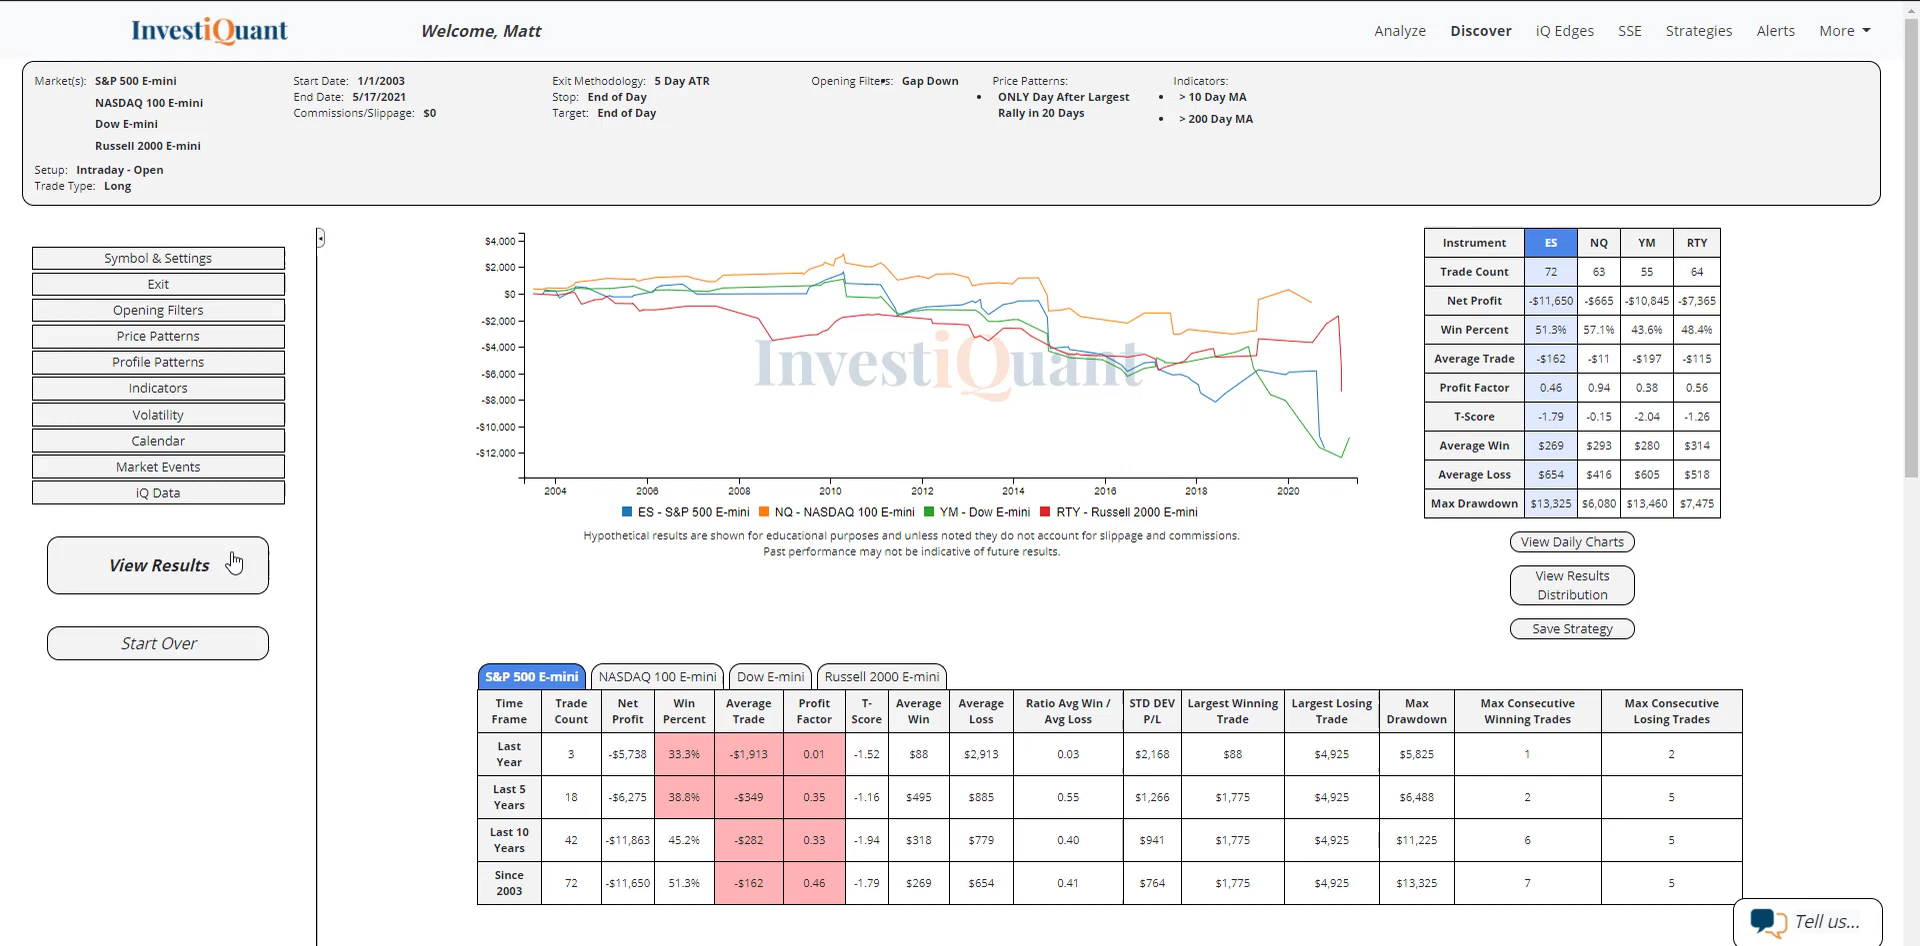 InvestiQuant
Welcome, Matt
Analyze Discover iQ Edges SSE Strategies Alerts More
Market(s): S&P 500 E-mini
NASDAQ 100 E-mini
Dow E-mini
Russell 2000 E-mini
Setup: Intraday - Open
Trade Type: Long
Start Date: 1/1/2003
End Date: 5/17/2021
Commissions/Slippage: $0
Exit Methodology: 5 Day ATR
Stop: End of Day
Target: End of Day
Opening Filters: Gap Down
Price Patterns:
• ONLY Day After Largest
Rally in 20 Days
Indicators:
• > 10 Day MA
• > 200 Day MA
Symbol & Settings
Exit
Opening Filters
Price Patterns
Profile Patterns
Indicators
Volatility
Calendar
Market Events
iQ Data
View Results
Start Over
$4,000
$2,000
$0
-$2,000
-$4,000
-$6,000
-$8,000
-$10,000
-$12,000
InvestiQuant
2004 2006 2008 2010 2012 2014 2016 2018 2020
ES - S&P 500 E-mini NQ - NASDAQ 100 E-mini YM - Dow E-mini RTY - Russell 2000 E-mini
Hypothetical results are shown for educational purposes and unless noted they do not account for slippage and commissions.
Past performance may not be indicative of future results.
Instrument ES NQ YM RTY
Trade Count 72 63 55 64
Net Profit -$11,650 -$665 -$10,845 -$7,365
Win Percent 51.3% 57.1% 43.6% 48.4%
Average Trade -$162 -$11 -$197 -$115
Profit Factor 0.46 0.94 0.38 0.56
T-Score -1.79 -0.15 -2.04 -1.26
Average Win $269 $293 $280 $314
Average Loss $654 $416 $605 $518
Max Drawdown $13,325 $6,080 $13,460 $7,475
View Daily Charts
View Results
Distribution
Save Strategy
S&P 500 E-mini NASDAQ 100 E-mini Dow E-mini Russell 2000 E-mini
Time Trade Net Win Average Profit T- Average Average Ratio Avg Win / STD DEV Largest Winning Largest Losing Max Max Consecutive Max Consecutive
Frame Count Profit Percent Trade Factor Score Win Loss Avg Loss P/L Trade Trade Drawdown Winning Trades Losing Trades
Last
Year 3 -$5,738 33.3% -$1,913 0.01 -1.52 $88 $2,913 0.03 $2,168 $88 $4,925 $5,825 1 2
Last 5
Years 18 -$6,275 38.8% -$349 0.35 -1.16 $495 $885 0.55 $1,266 $1,775 $4,925 $6,488 2 5
Last 10
Years 42 -$11,863 45.2% -$282 0.33 -1.94 $318 $779 0.40 $941 $1,775 $4,925 $11,225 6 5
Since
2003 72 -$11,650 51.3% -$162 0.46 -1.79 $269 $654 0.41 $764 $1,775 $4,925 $13,325 7 5
Tell us...